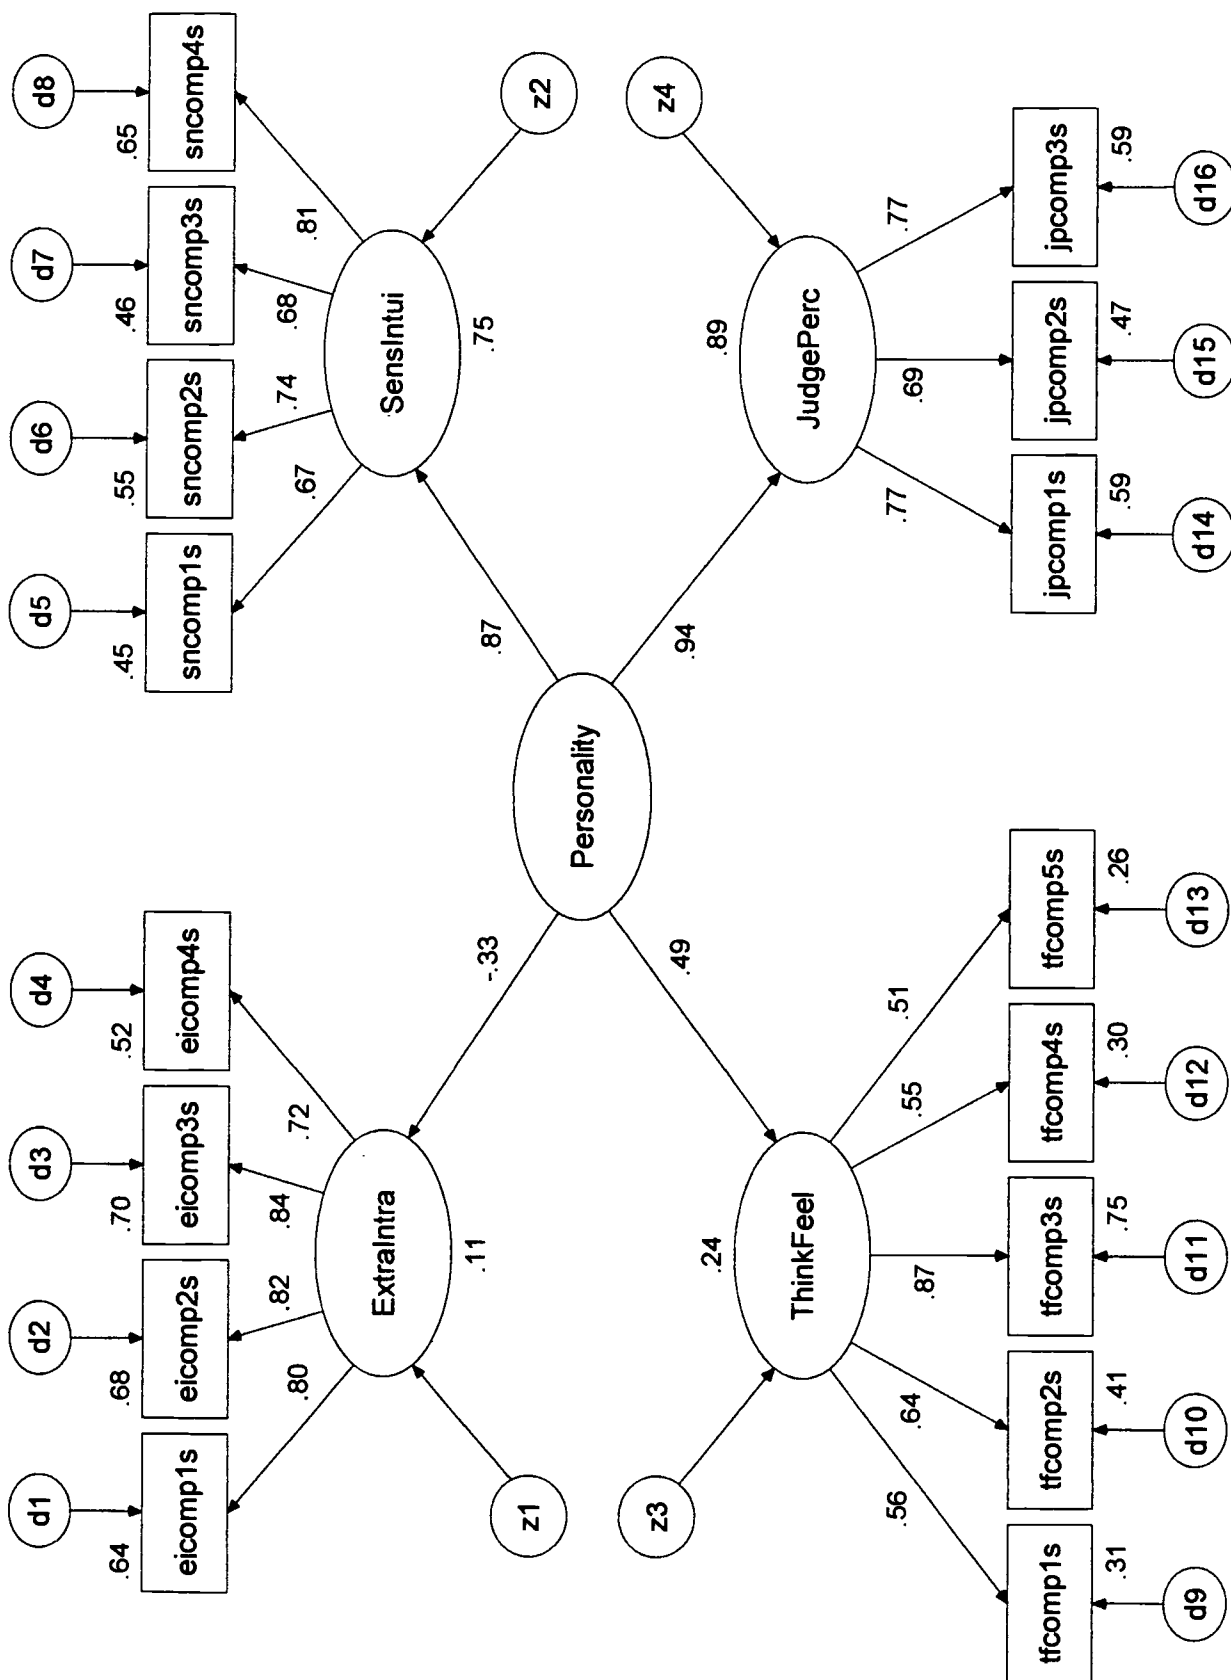 d1
d2
d3
d4
d5
d6
d7
d8
.64
.68
.70
.52
.45
.55
.46
.65
eicomp1s
eicomp2s
eicomp3s
eicomp4s
sncomp1s
sncomp2s
sncomp3s
sncomp4s
.80
.82
.84
.72
.67
.74
.68
.81
ExtraIntra
SensIntui
.11
.75
z1
z2
-.33
.87
Personality
.49
.94
z3
z4
.24
.89
ThinkFeel
JudgePerc
.56
.64
.87
.55
.51
.77
.69
.77
tfcomp1s
tfcomp2s
tfcomp3s
tfcomp4s
tfcomp5s
jpcomp1s
jpcomp2s
jpcomp3s
.31
.41
.75
.30
.26
.59
.47
.59
d9
d10
d11
d12
d13
d14
d15
d16